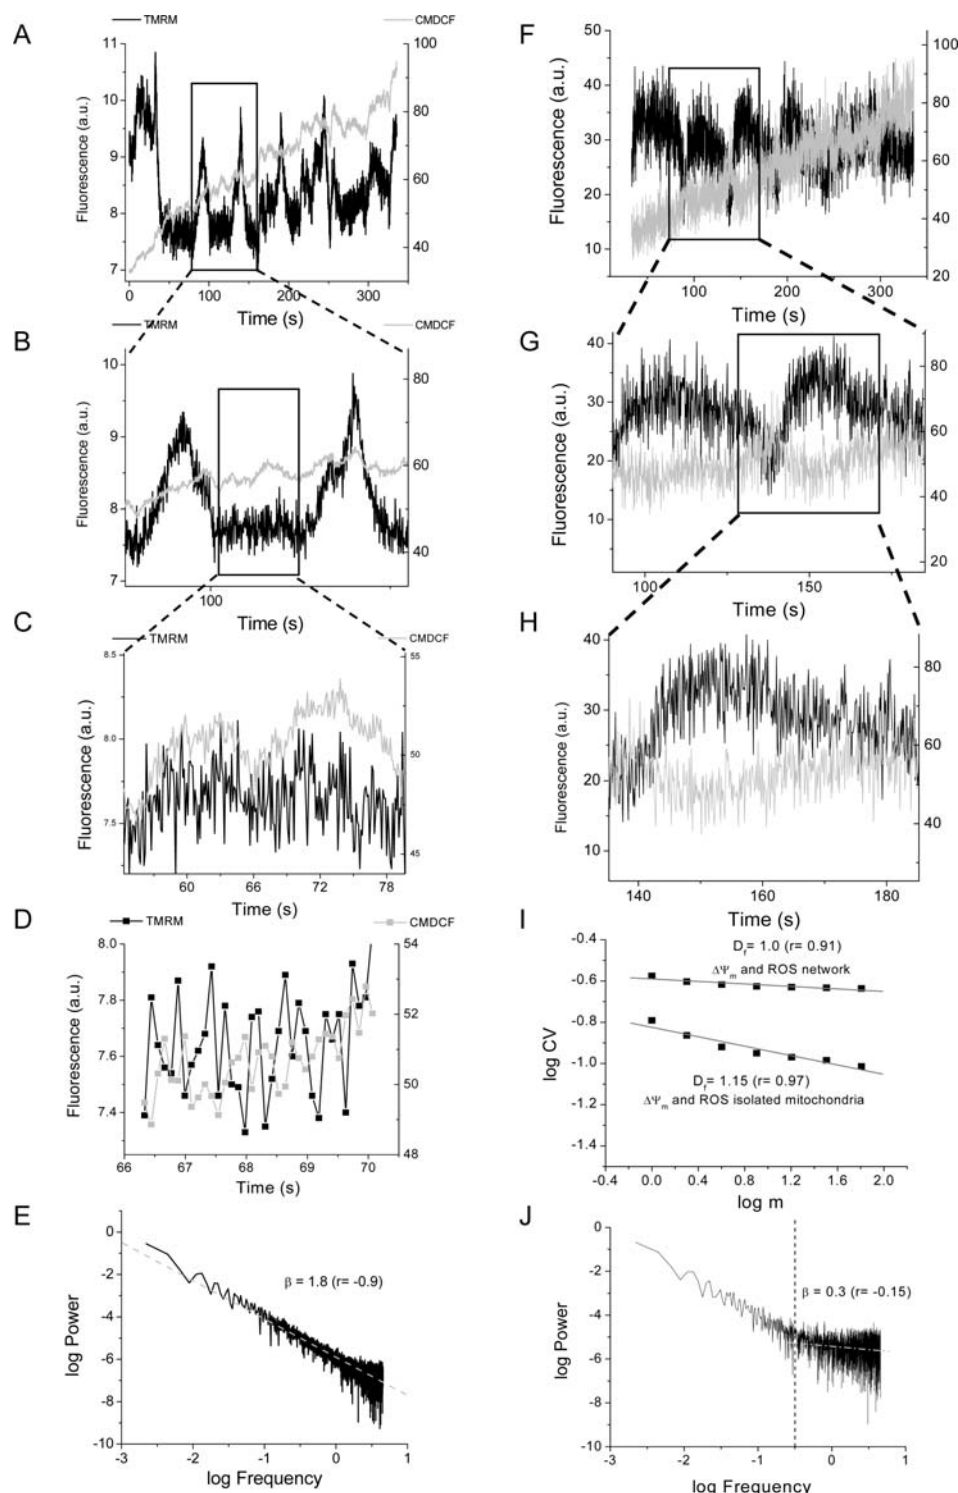 TMRM CMDCF
A
Fluorescence (a.u.)
11
10
9
8
7
100
80
60
40
0 100 200 300
Time (s)
B
TMRM CMDCF
Fluorescence (a.u.)
10
9
8
7
80
60
40
100
Time (s)
C
TMRM CMDCF
Fluorescence (a.u.)
8.5
8.0
7.5
55
50
45
60 66 72 78
Time (s)
D
TMRM CMDCF
Fluorescence (a.u.)
8.0
7.8
7.6
7.4
54
52
50
48
66 67 68 69 70
Time (s)
E
log Power
0
-2
-4
-6
-8
-10
β = 1.8 (r= -0.9)
-3 -2 -1 0 1
log Frequency
F
Fluorescence (a.u.)
50
40
30
20
10
100
80
60
40
20
100 200 300
Time (s)
G
Fluorescence (a.u.)
40
30
20
10
80
60
40
20
100 150
Time (s)
H
Fluorescence (a.u.)
40
30
20
10
80
60
40
140 160 180
Time (s)
I
log CV
-0.4
-0.6
-0.8
-1.0
-1.2
-1.4
Df= 1.0 (r= 0.91)
ΔΨm and ROS network
Df= 1.15 (r= 0.97)
ΔΨm and ROS isolated mitochondria
-0.4 0.0 0.4 0.8 1.2 1.6 2.0
log m
J
log Power
0
-2
-4
-6
-8
-10
β = 0.3 (r= -0.15)
-3 -2 -1 0 1
log Frequency